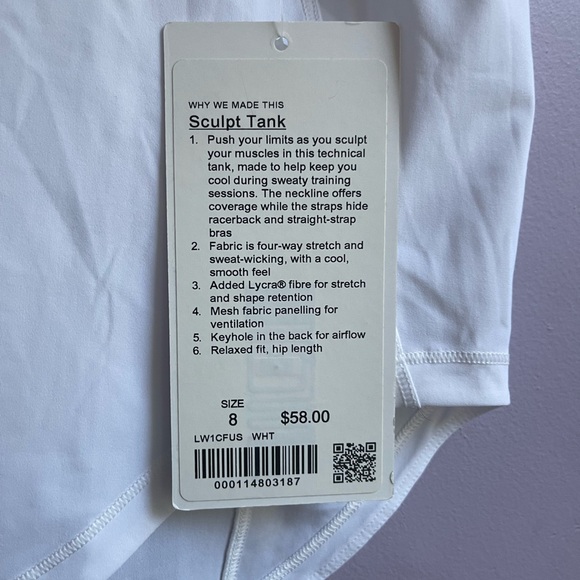 WHY WE MADE THIS
Sculpt Tank
1. Push your limits as you sculpt
your muscles in this technical
tank, made to help keep you
cool during sweaty training
sessions. The neckline offers
coverage while the straps hide
racerback and straight-strap
bras
2. Fabric is four-way stretch and
sweat-wicking, with a cool,
smooth feel
3. Added Lycra® fibre for stretch
and shape retention
4. Mesh fabric panelling for
ventilation
5. Keyhole in the back for airflow
6. Relaxed fit, hip length
SIZE
8 $58.00
LW1CFUS WHT
000114803187